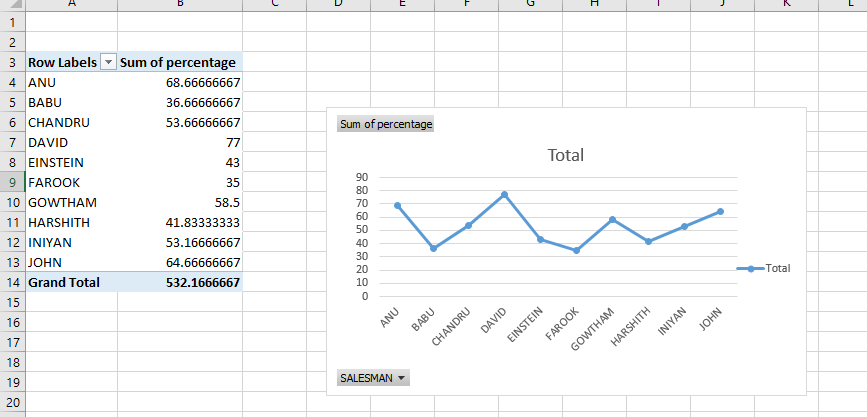 A B C D E F G H I J K L
1
2
3 Row Labels Sum of percentage
4 ANU 68.66666667
5 BABU 36.66666667
6 CHANDRU 53.66666667
7 DAVID 77
8 EINSTEIN 43
9 FAROOK 35
10 GOWTHAM 58.5
11 HARSHITH 41.83333333
12 INIYAN 53.16666667
13 JOHN 64.66666667
14 Grand Total 532.1666667
15
16
17
18
19
20
Sum of percentage
Total
90
80
70
60
50
40
30
20
10
0
ANU BABU CHANDRU DAVID EINSTEIN FAROOK GOWTHAM HARSHITH INIYAN JOHN
Total
SALESMAN